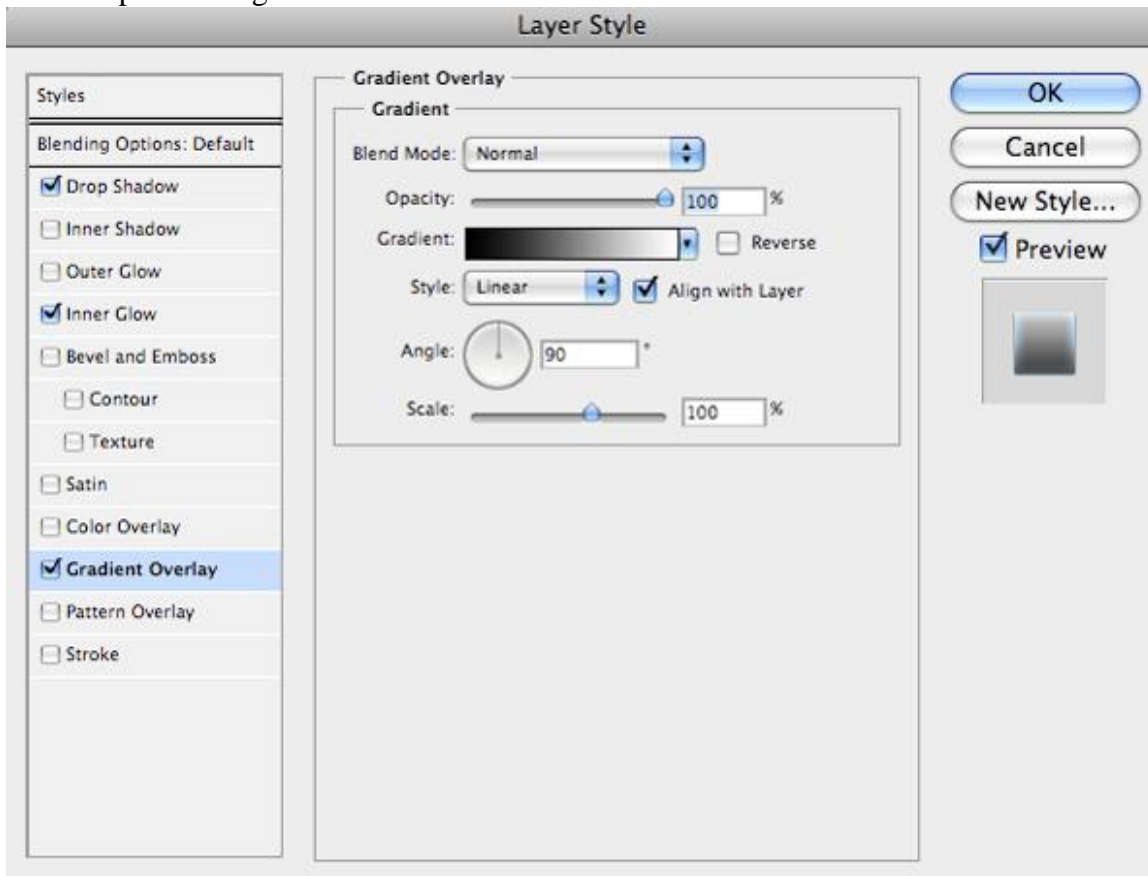 Layer Style
Styles
Blending Options: Default
Drop Shadow
Inner Shadow
Outer Glow
Inner Glow
Bevel and Emboss
Contour
Texture
Satin
Color Overlay
Gradient Overlay
Pattern Overlay
Stroke
Gradient Overlay
Gradient
Blend Mode: Normal
Opacity: 100 %
Gradient: Reverse
Style: Linear Align with Layer
Angle: 90 °
Scale: 100 %
OK
Cancel
New Style...
Preview